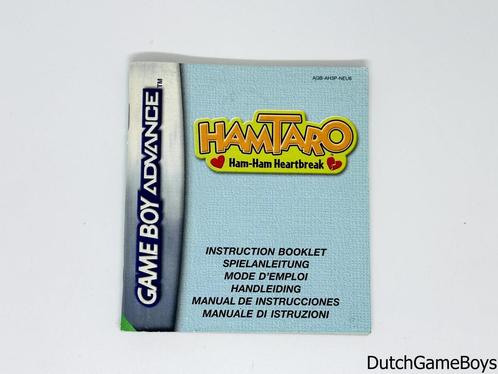 AGB-AH3P-NEU6
GAME BOY ADVANCE™
HAMTARO
Ham-Ham Heartbreak
INSTRUCTION BOOKLET
SPIELANLEITUNG
MODE D'EMPLOI
HANDLEIDING
MANUAL DE INSTRUCCIONES
MANUALE DI ISTRUZIONI
DutchGameBoys